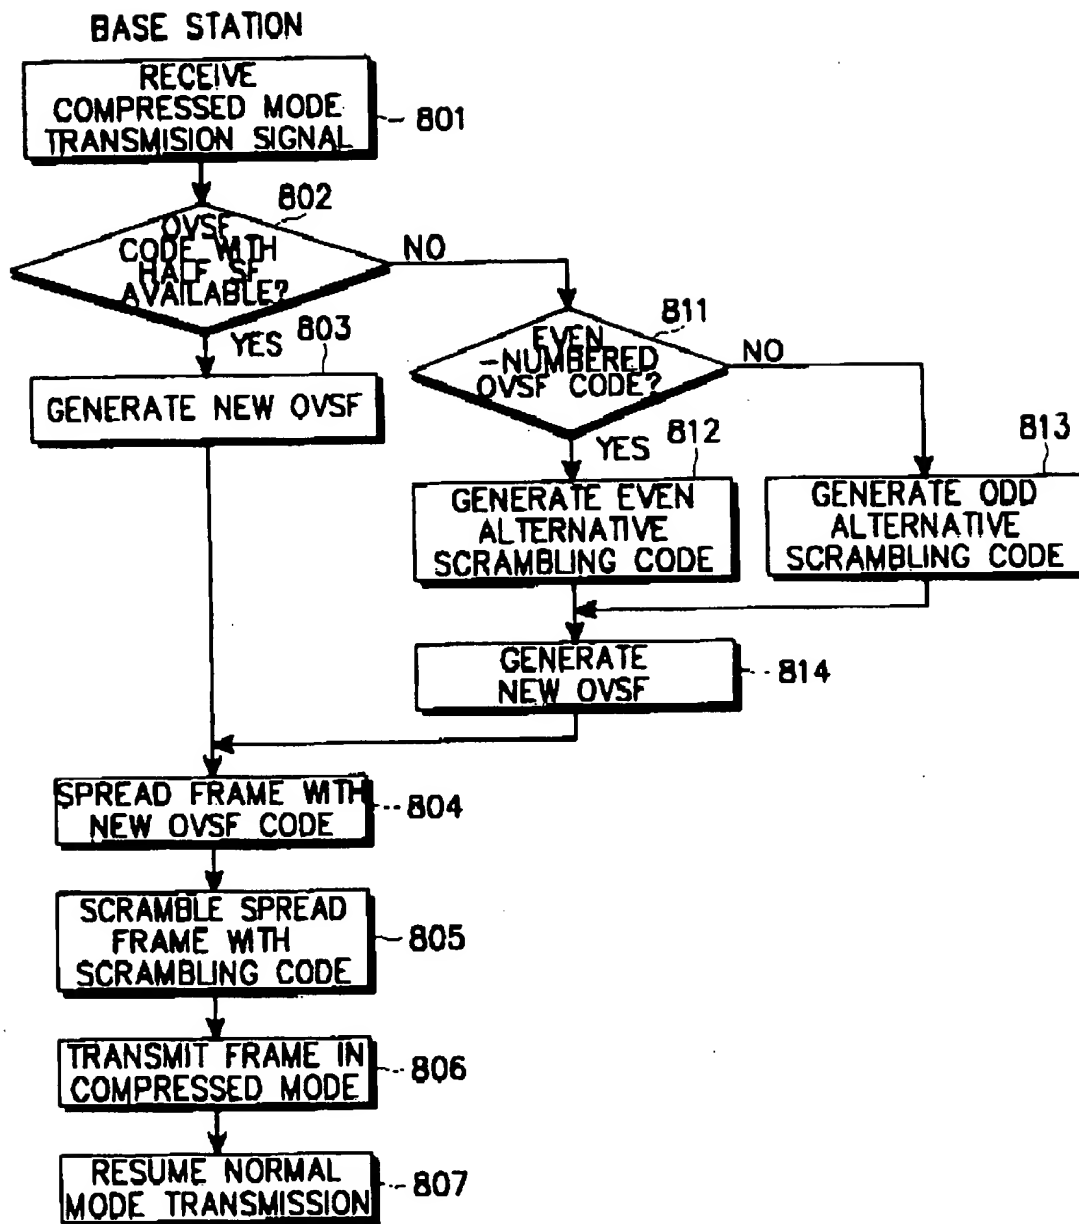 BASE STATION
RECEIVE
COMPRESSED MODE
TRANSMISION SIGNAL
801
802
OVSF
CODE WITH
HALF SF
AVAILABLE?
NO
YES
803
GENERATE NEW OVSF
811
EVEN
-NUMBERED
OVSF CODE?
NO
YES
812
GENERATE EVEN
ALTERNATIVE
SCRAMBLING CODE
813
GENERATE ODD
ALTERNATIVE
SCRAMBLING CODE
GENERATE
NEW OVSF
814
SPREAD FRAME WITH
NEW OVSF CODE
804
SCRAMBLE SPREAD
FRAME WITH
SCRAMBLING CODE
805
TRANSMIT FRAME IN
COMPRESSED MODE
806
RESUME NORMAL
MODE TRANSMISSION
807